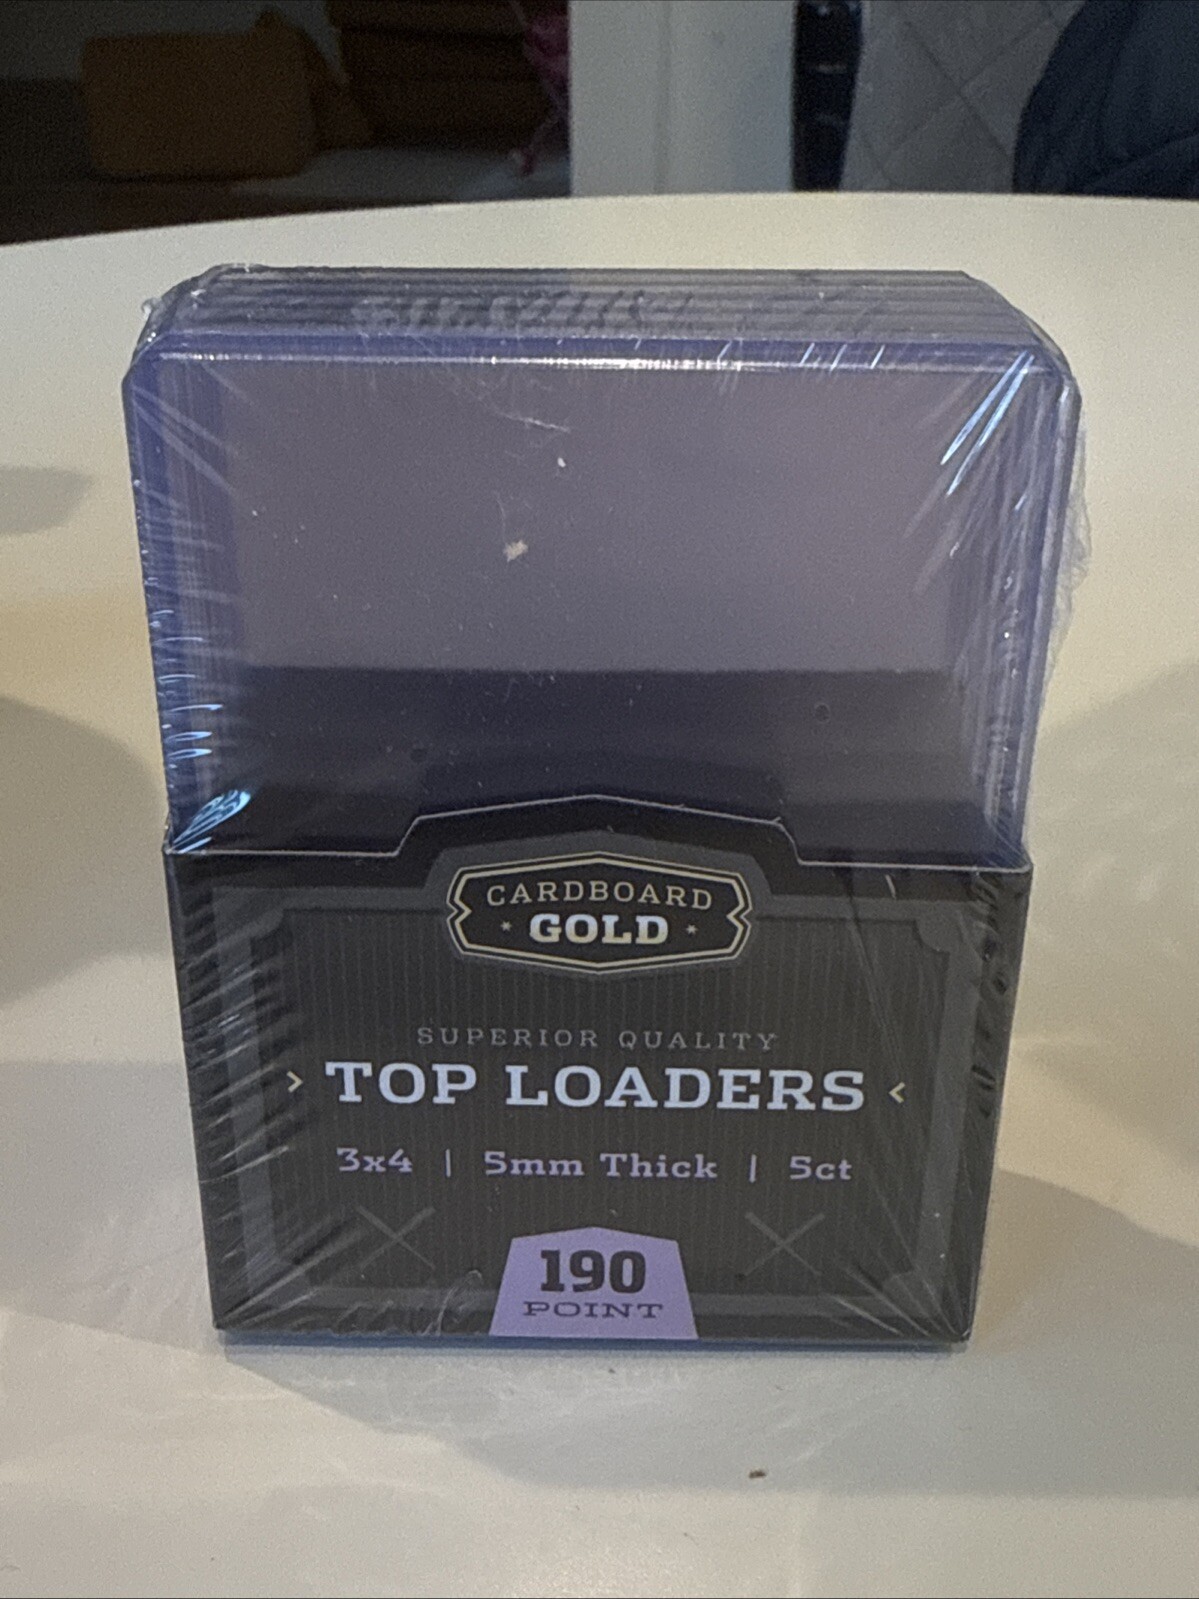 CARDBOARD
* GOLD *
SUPERIOR QUALITY
> TOP LOADERS <
3x4 | 5mm Thick | 5ct
190
POINT